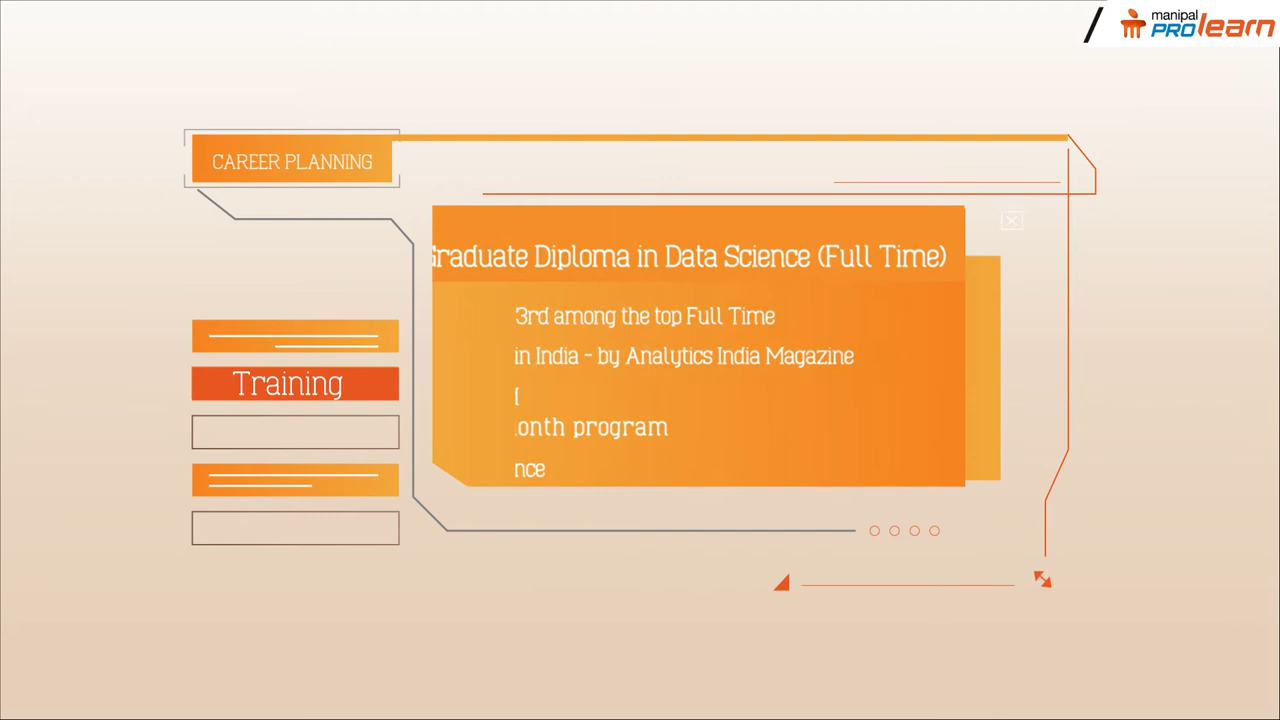 manipal
PROlearn
CAREER PLANNING
Graduate Diploma in Data Science (Full Time)
3rd among the top Full Time
in India - by Analytics India Magazine
Training
onth program
nce